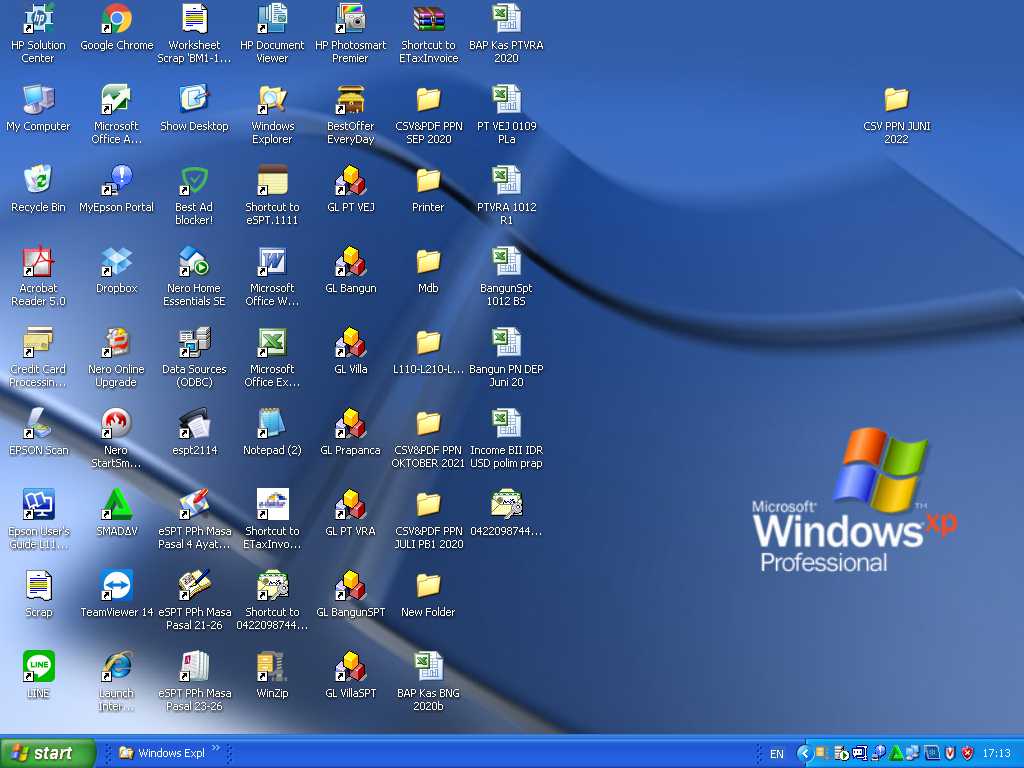 HP Solution
Center
Google Chrome
Worksheet
Scrap 'BM1-1...
HP Document
Viewer
HP Photosmart
Premier
Shortcut to
ETaxInvoice
BAP Kas PTVRA
2020
My Computer
Microsoft
Office A...
Show Desktop
Windows
Explorer
BestOffer
EveryDay
CSV&PDF PPN
SEP 2020
PT VEJ 0109
PLa
CSV PPN JUNI
2022
Recycle Bin
MyEpson Portal
Best Ad
blocker!
Shortcut to
eSPT.1111
GL PT VEJ
Printer
PTVRA 1012
R1
Acrobat
Reader 5.0
Dropbox
Nero Home
Essentials SE
Microsoft
Office W...
GL Bangun
Mdb
BangunSpt
1012 BS
Credit Card
Processin...
Nero Online
Upgrade
Data Sources
(ODBC)
Microsoft
Office Ex...
GL Villa
L110-L210-L...
Bangun PN DEP
Juni 20
EPSON Scan
Nero
StartSm...
espt2114
Notepad (2)
GL Prapanca
CSV&PDF PPN
OKTOBER 2021
Income BII IDR
USD polim prap
Epson User's
Guide L11...
SMADΔV
eSPT PPh Masa
Pasal 4 Ayat...
Shortcut to
ETaxInvo...
GL PT VRA
CSV&PDF PPN
JULI PB1 2020
0422098744...
Microsoft®
Windows xp™
Professional
Scrap
TeamViewer 14
eSPT PPh Masa
Pasal 21-26
Shortcut to
0422098744...
GL BangunSPT
New Folder
LINE
LINE
Launch
Inter...
eSPT PPh Masa
Pasal 23-26
WinZip
GL VillaSPT
BAP Kas BNG
2020b
start
Windows Expl
EN
17:13